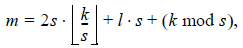 m = 2s · ⌊k/s⌋ + l · s + (k mod s),